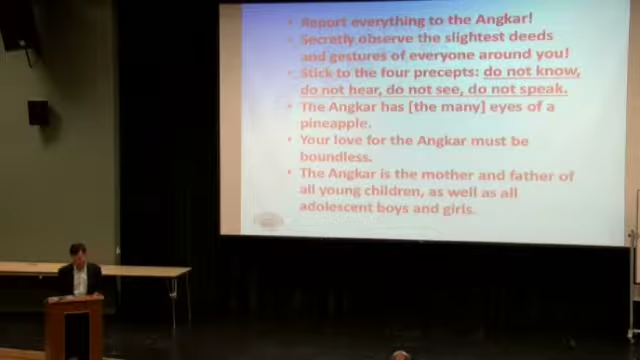 • Report everything to the Angkar!
• Secretly observe the slightest deeds
and gestures of everyone around you!
• Stick to the four precepts: do not know,
do not hear, do not see, do not speak.
• The Angkar has [the many] eyes of a
pineapple.
• Your love for the Angkar must be
boundless.
• The Angkar is the mother and father of
all young children, as well as all
adolescent boys and girls.